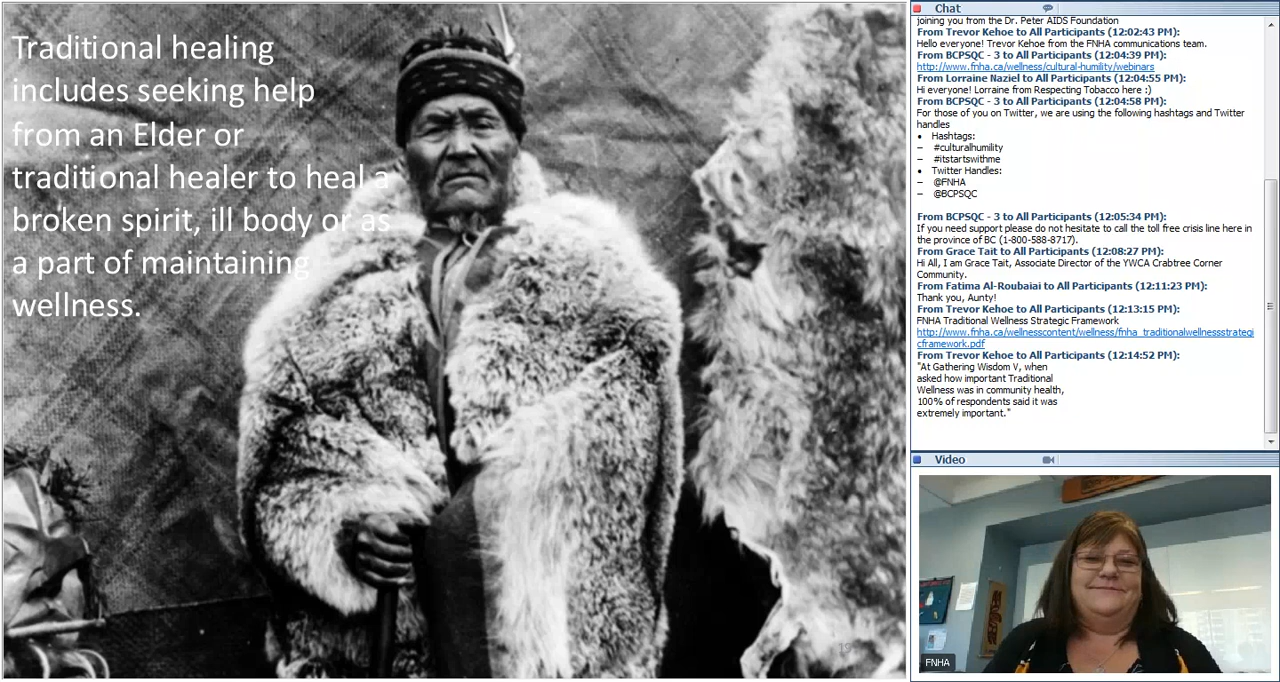 Traditional healing
includes seeking help
from an Elder or
traditional healer to heal a
broken spirit, ill body or as
a part of maintaining
wellness.
Chat
joining you from the Dr. Peter AIDS Foundation
From Trevor Kehoe to All Participants (12:02:43 PM):
Hello everyone! Trevor Kehoe from the FNHA communications team.
From BCPSQC - 3 to All Participants (12:04:39 PM):
http://www.fnha.ca/wellness/cultural-humility/webinars
From Lorraine Naziel to All Participants (12:04:55 PM):
Hi everyone! Lorraine from Respecting Tobacco here :)
From BCPSQC - 3 to All Participants (12:04:58 PM):
For those of you on Twitter, we are using the following hashtags and Twitter
handles
• Hashtags:
– #culturalhumility
– #itstartswithme
• Twitter Handles:
– @FNHA
– @BCPSQC
From BCPSQC - 3 to All Participants (12:05:34 PM):
If you need support please do not hesitate to call the toll free crisis line here in
the province of BC (1-800-588-8717).
From Grace Tait to All Participants (12:08:27 PM):
Hi All, I am Grace Tait, Associate Director of the YWCA Crabtree Corner
Community.
From Fatima Al-Roubaiai to All Participants (12:11:23 PM):
Thank you, Aunty!
From Trevor Kehoe to All Participants (12:13:15 PM):
FNHA Traditional Wellness Strategic Framework
http://www.fnha.ca/wellnesscontent/wellness/fnha_traditionalwellnessstrategi
cframework.pdf
From Trevor Kehoe to All Participants (12:14:52 PM):
"At Gathering Wisdom V, when
asked how important Traditional
Wellness was in community health,
100% of respondents said it was
extremely important."
Video
FNHA